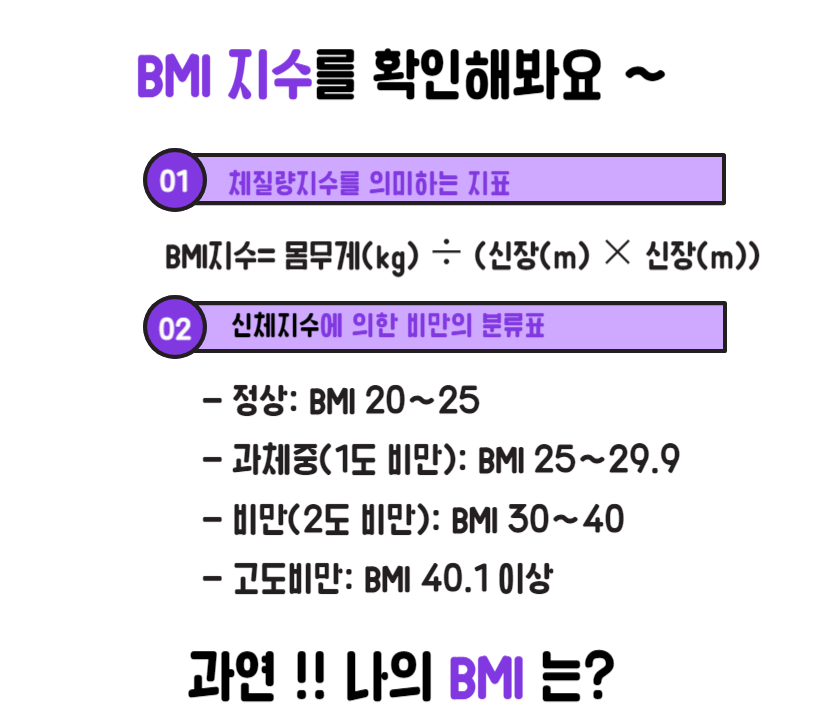 BMI 지수를 확인해봐요 ~
01 체질량지수를 의미하는 지표
BMI지수= 몸무게(kg) ÷ (신장(m) × 신장(m))
02 신체지수에 의한 비만의 분류표
- 정상: BMI 20~25
- 과체중(1도 비만): BMI 25~29.9
- 비만(2도 비만): BMI 30~40
- 고도비만: BMI 40.1 이상
과연 !! 나의 BMI 는?